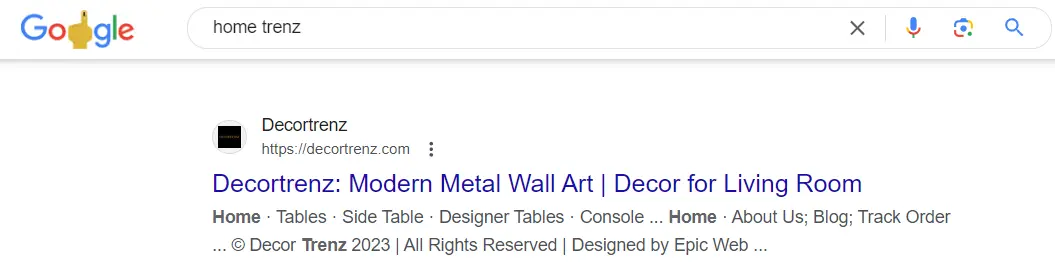 Google
home trenz
Decortrenz
https://decortrenz.com
Decortrenz: Modern Metal Wall Art | Decor for Living Room
Home · Tables · Side Table · Designer Tables · Console ... Home · About Us; Blog; Track Order
... © Decor Trenz 2023 | All Rights Reserved | Designed by Epic Web ...